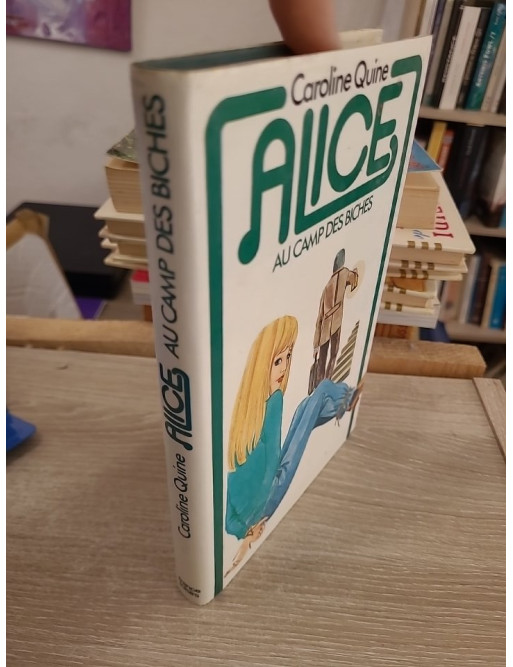 Caroline Quine
ALICE
AU CAMP DES BICHES
Caroline Quine ALICE AU CAMP DES BICHES